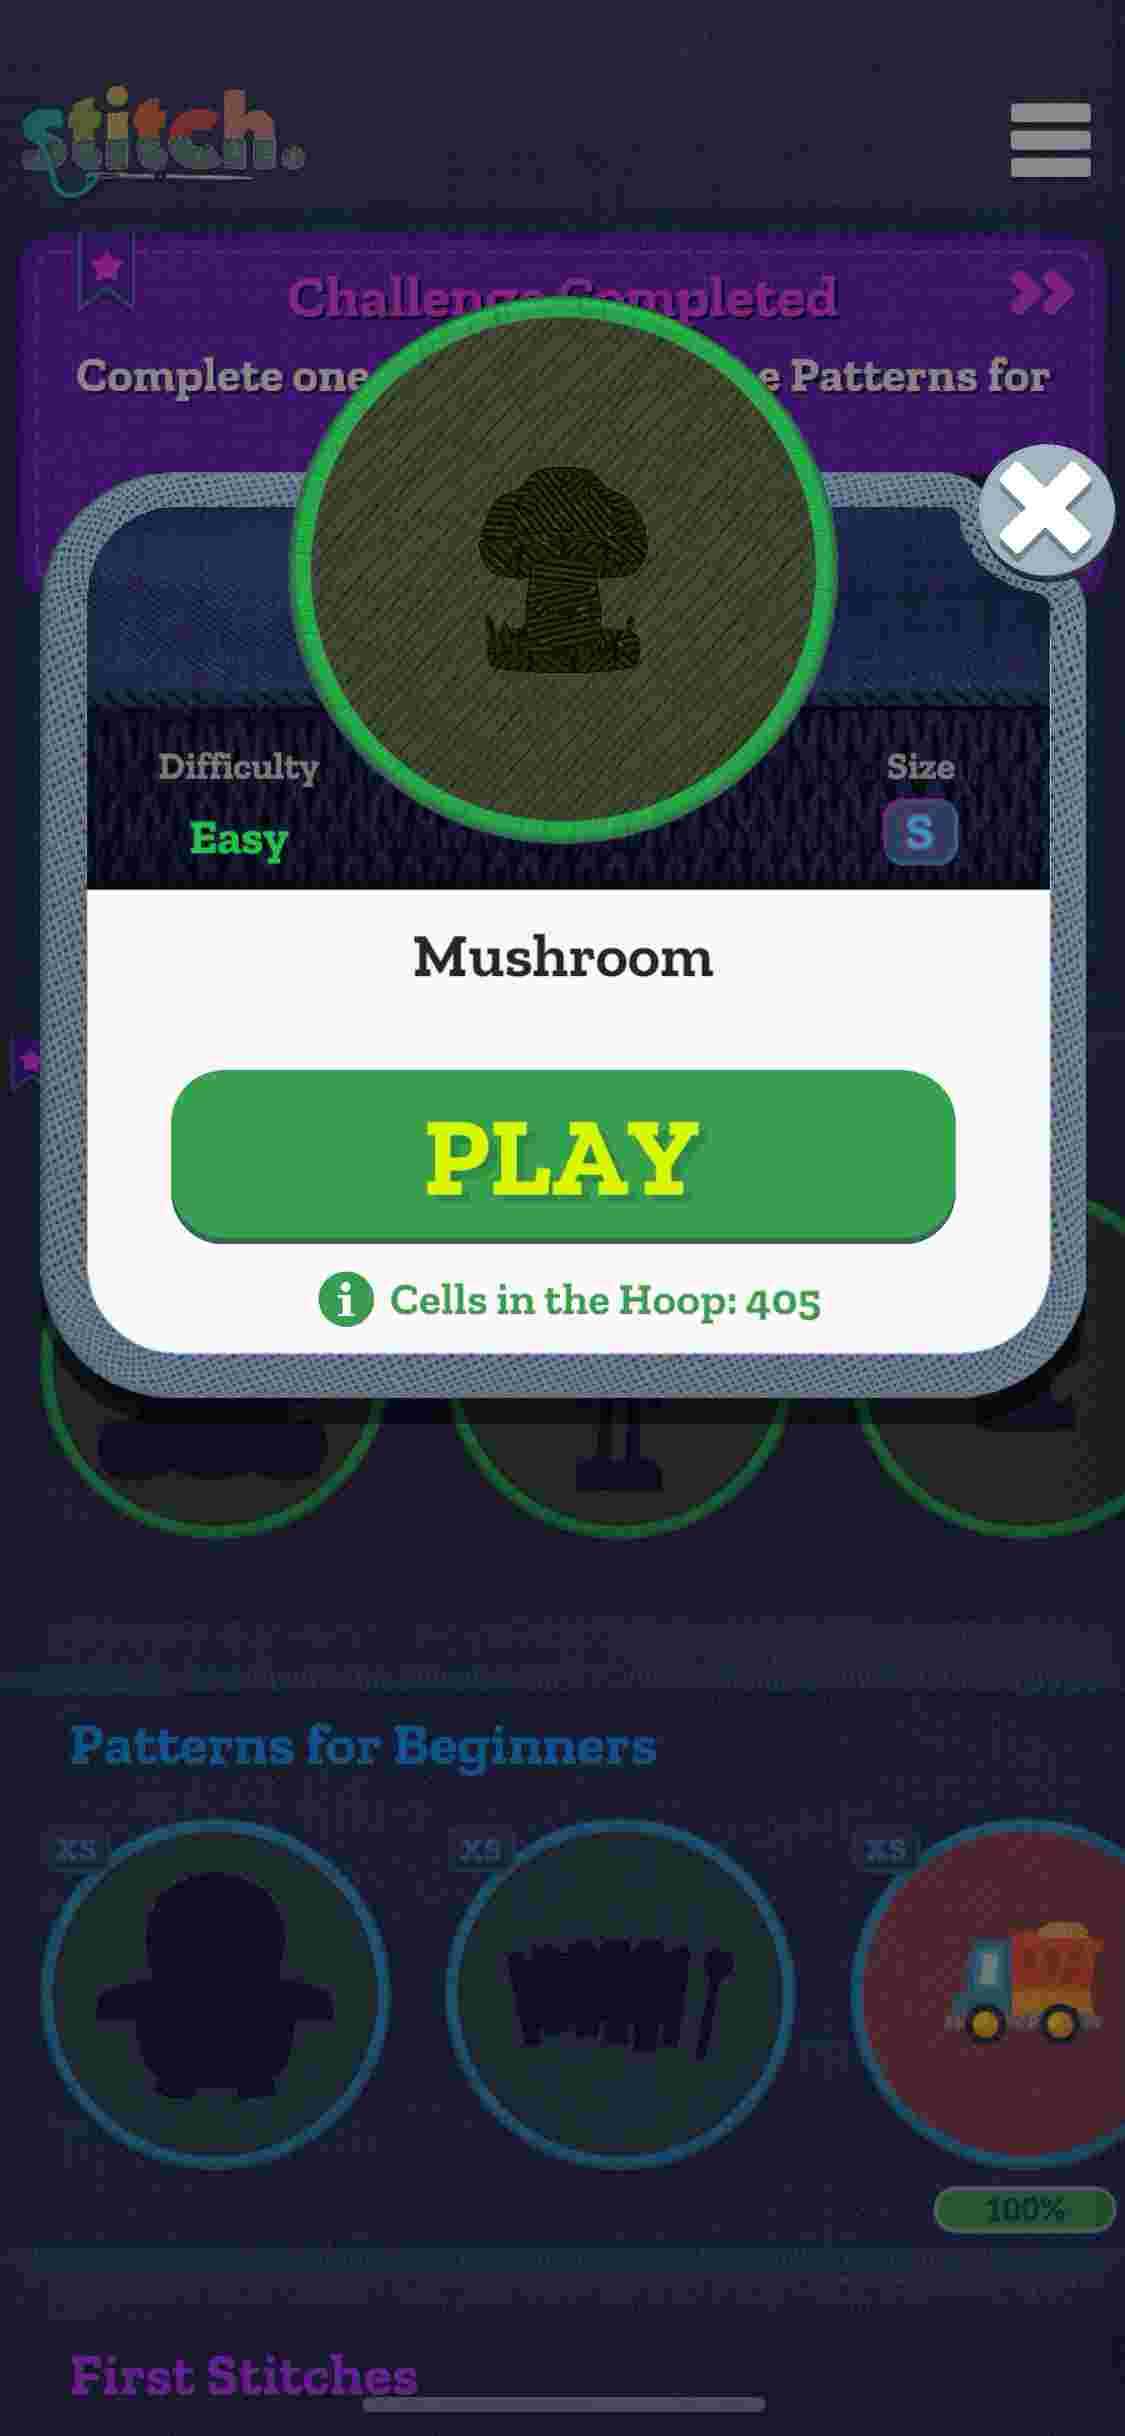 stitch.
Challenge Completed
Complete one e Patterns for
Difficulty
Size
Easy
S
Mushroom
PLAY
i Cells in the Hoop: 405
Patterns for Beginners
XS
XS
XS
100%
First Stitches